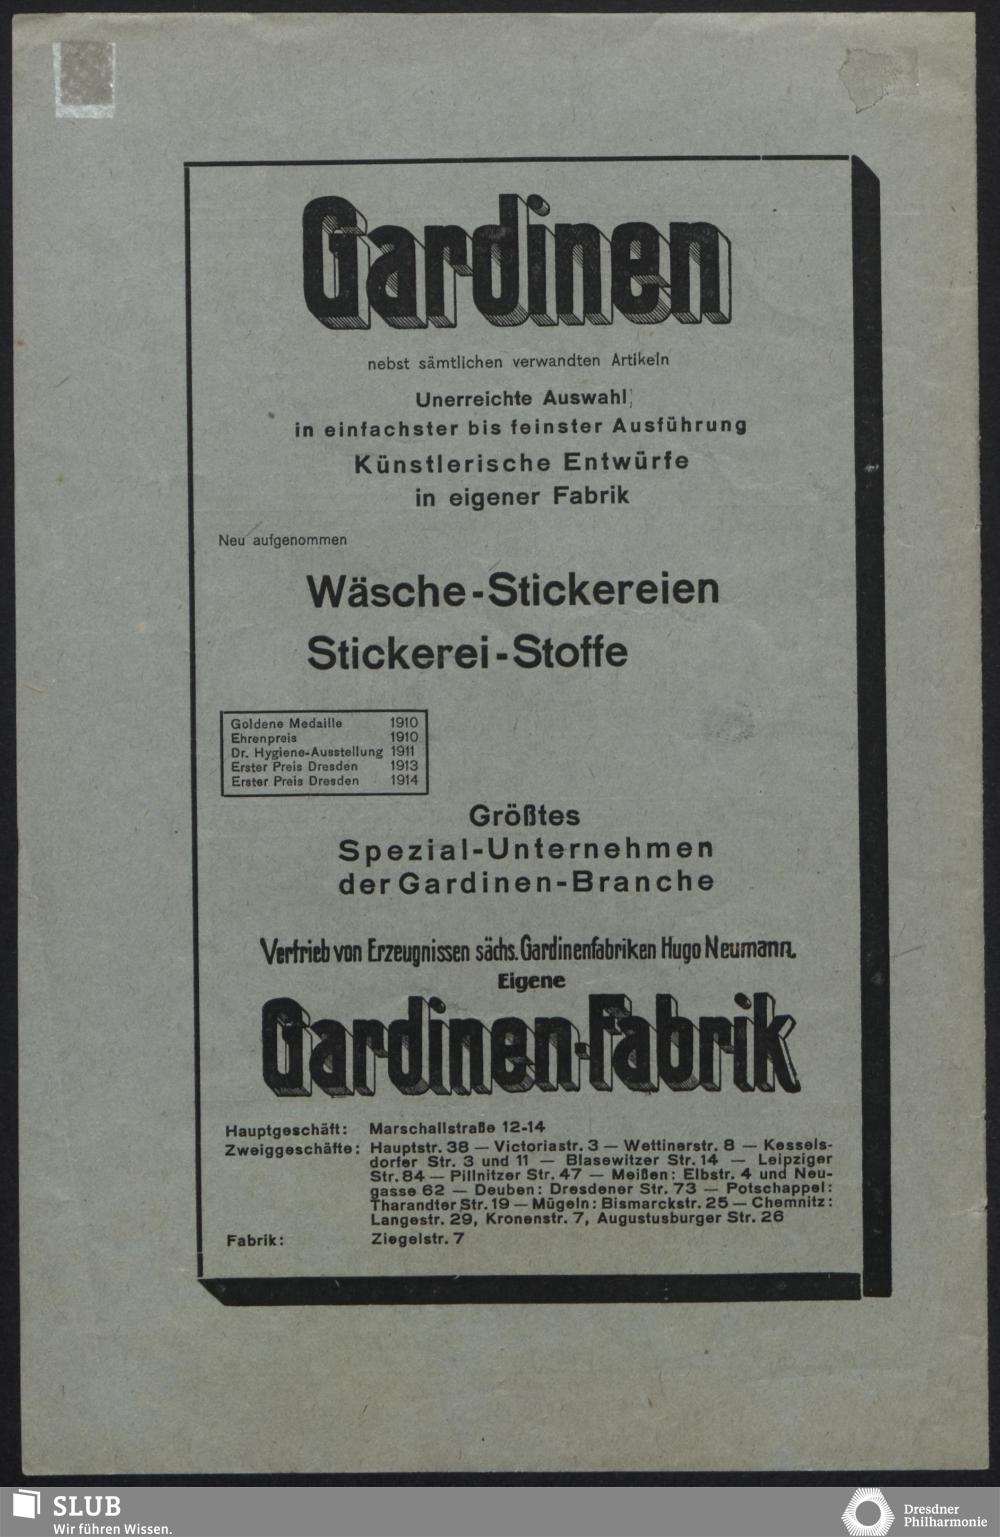 Gardinen
nebst sämtlichen verwandten Artikeln
Unerreichte Auswahl
in einfachster bis feinster Ausführung
Künstlerische Entwürfe
in eigener Fabrik
Neu aufgenommen
Wäsche-Stickereien
Stickerei-Stoffe
Goldene Medaille 1910
Ehrenpreis 1910
Dr. Hygiene-Ausstellung 1911
Erster Preis Dresden 1913
Erster Preis Dresden 1914
Größtes
Spezial-Unternehmen
der Gardinen-Branche
Vertrieb von Erzeugnissen sächs. Gardinenfabriken Hugo Neumann.
Eigene
Gardinen-Fabrik
Hauptgeschäft: Marschallstraße 12-14
Zweiggeschäfte: Hauptstr. 38 — Victoriastr. 3 — Wettinerstr. 8 — Kessels-
dorfer Str. 3 und 11 — Blasewitzer Str. 14 — Leipziger
Str. 84 — Pillnitzer Str. 47 — Meißen: Elbstr. 4 und Neu-
gasse 62 — Deuben: Dresdener Str. 73 — Potschappel:
Tharandter Str. 19 — Mügeln: Bismarckstr. 25 — Chemnitz:
Langestr. 29, Kronenstr. 7, Augustusburger Str. 26
Fabrik: Ziegelstr. 7
SLUB
Wir führen Wissen.
Dresdner
Philharmonie